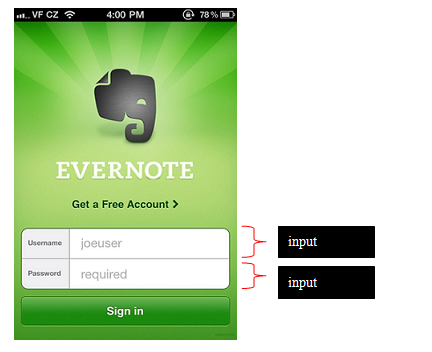 VF CZ 4:00 PM 78 %
EVERNOTE
Get a Free Account
Username joeuser
input
Password required
input
Sign in